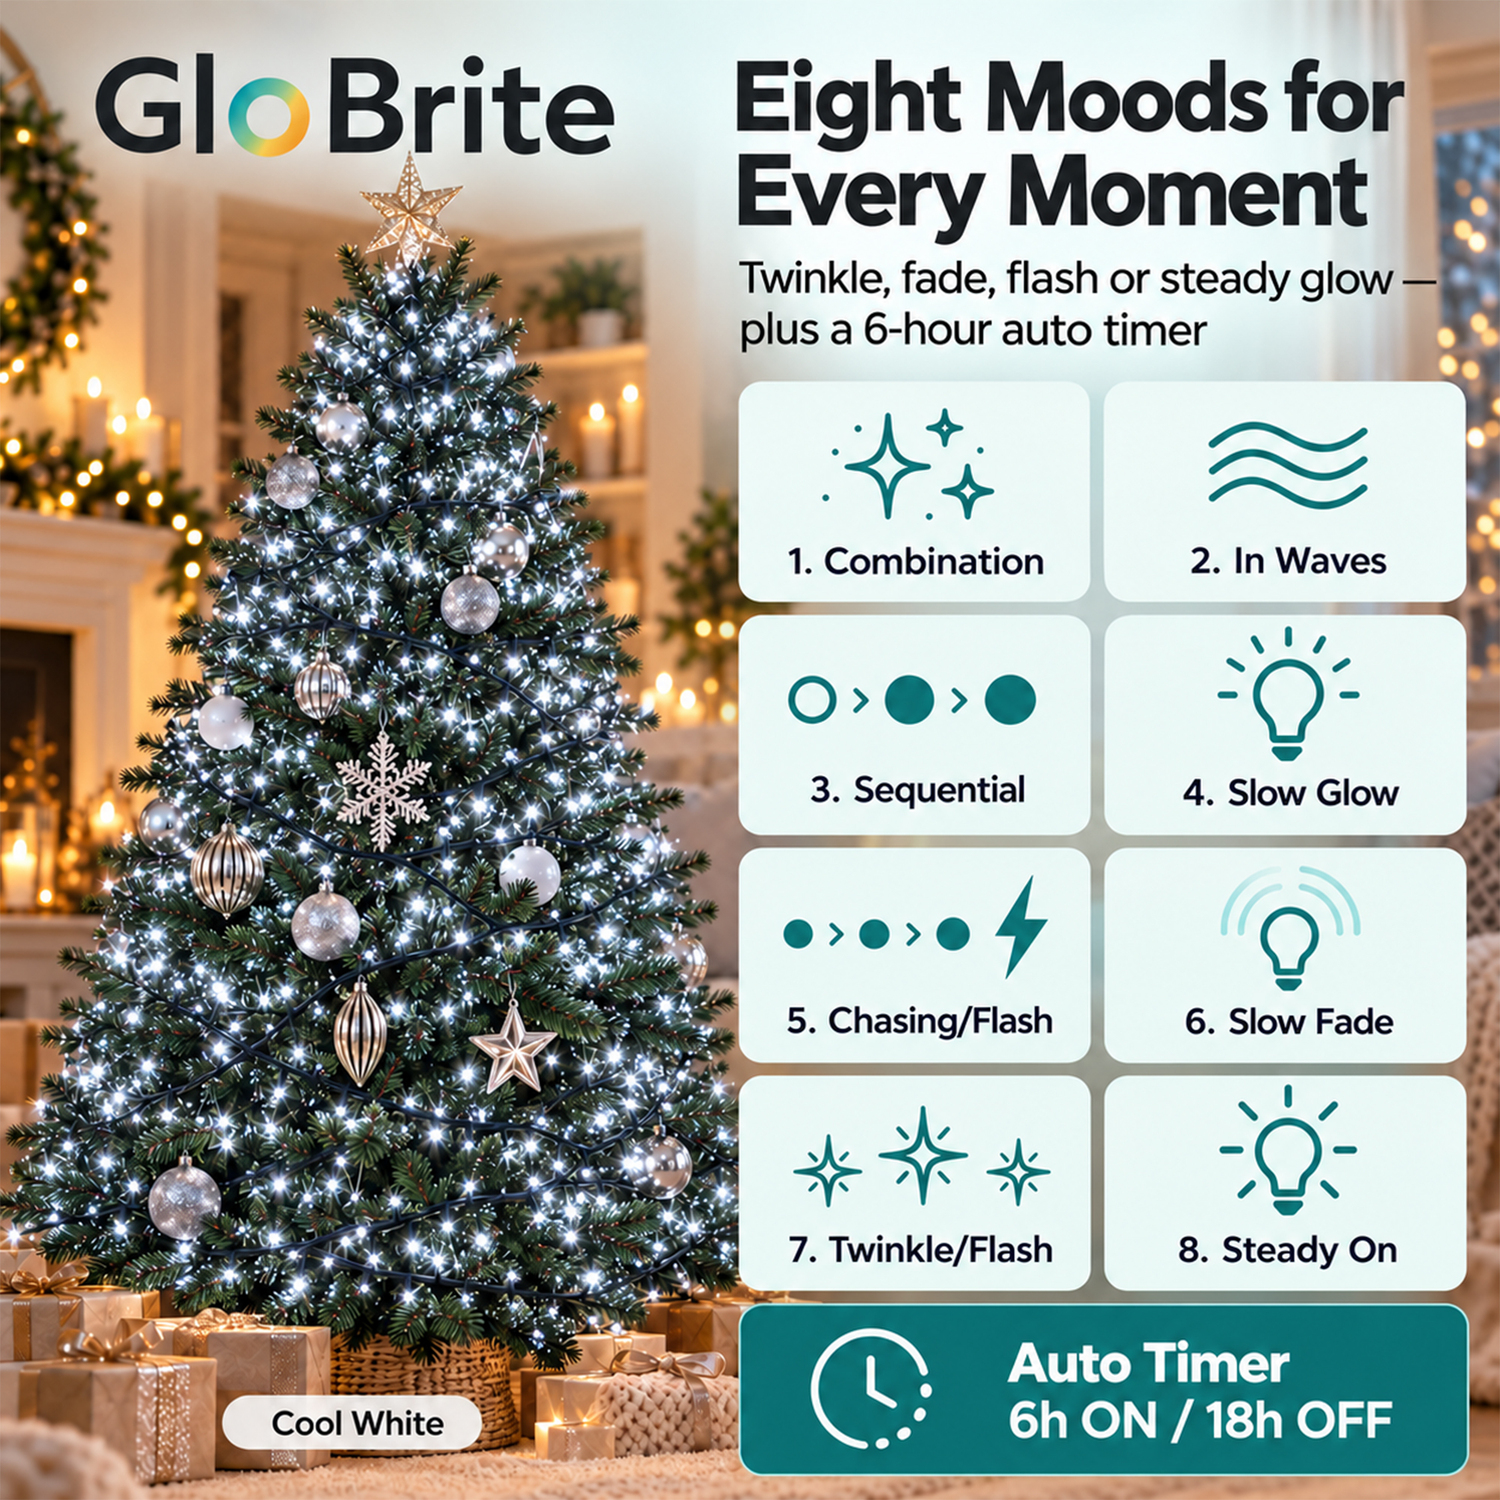 GloBrite
Eight Moods for
Every Moment
Twinkle, fade, flash or steady glow —
plus a 6-hour auto timer
1. Combination
2. In Waves
3. Sequential
4. Slow Glow
5. Chasing/Flash
6. Slow Fade
7. Twinkle/Flash
8. Steady On
Auto Timer
6h ON / 18h OFF
Cool White